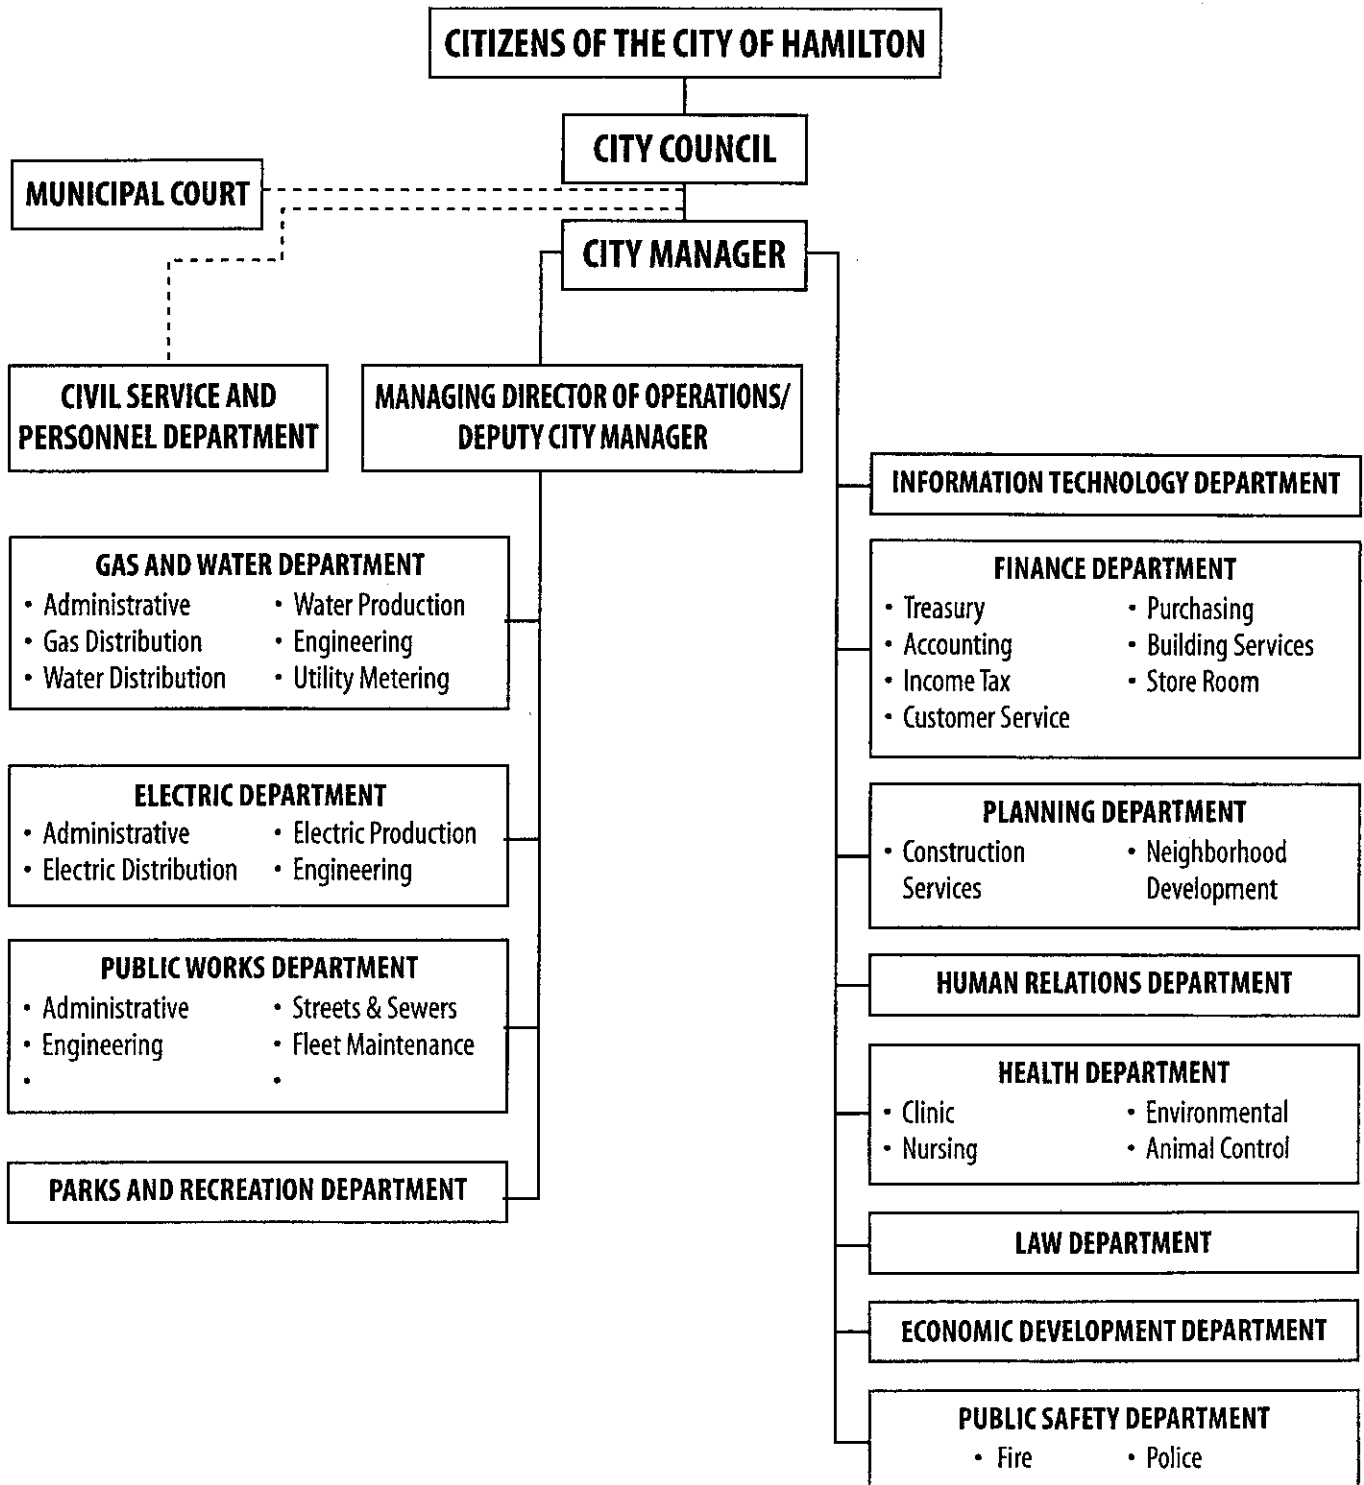 CITIZENS OF THE CITY OF HAMILTON
CITY COUNCIL
MUNICIPAL COURT
CITY MANAGER
CIVIL SERVICE AND
PERSONNEL DEPARTMENT
MANAGING DIRECTOR OF OPERATIONS/
DEPUTY CITY MANAGER
GAS AND WATER DEPARTMENT
• Administrative • Water Production
• Gas Distribution • Engineering
• Water Distribution • Utility Metering
ELECTRIC DEPARTMENT
• Administrative • Electric Production
• Electric Distribution • Engineering
PUBLIC WORKS DEPARTMENT
• Administrative • Streets & Sewers
• Engineering • Fleet Maintenance
• •
PARKS AND RECREATION DEPARTMENT
INFORMATION TECHNOLOGY DEPARTMENT
FINANCE DEPARTMENT
• Treasury • Purchasing
• Accounting • Building Services
• Income Tax • Store Room
• Customer Service
PLANNING DEPARTMENT
• Construction • Neighborhood
Services Development
HUMAN RELATIONS DEPARTMENT
HEALTH DEPARTMENT
• Clinic • Environmental
• Nursing • Animal Control
LAW DEPARTMENT
ECONOMIC DEVELOPMENT DEPARTMENT
PUBLIC SAFETY DEPARTMENT
• Fire • Police